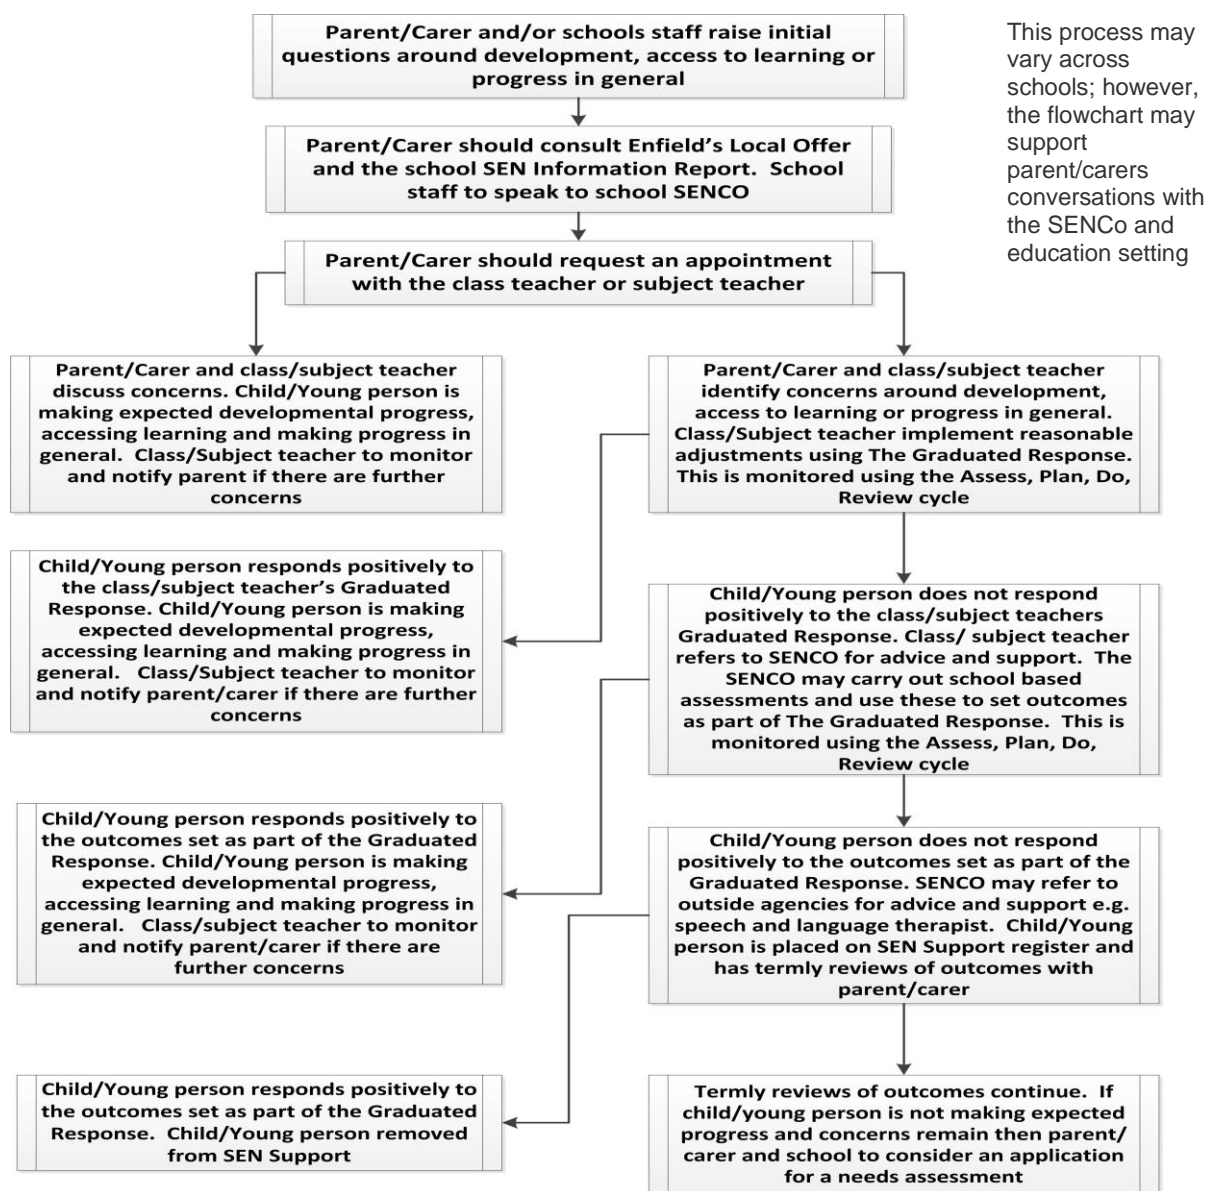 Parent/Carer and/or schools staff raise initial
questions around development, access to learning or
progress in general
This process may
vary across
schools; however,
the flowchart may
support
parent/carers
conversations with
the SENCo and
education setting
Parent/Carer should consult Enfield's Local Offer
and the school SEN Information Report.  School
staff to speak to school SENCO
Parent/Carer should request an appointment
with the class teacher or subject teacher
Parent/Carer and class/subject teacher
discuss concerns. Child/Young person is
making expected developmental progress,
accessing learning and making progress in
general.  Class/Subject teacher to monitor
and notify parent if there are further
concerns
Parent/Carer and class/subject teacher
identify concerns around development,
access to learning or progress in general.
Class/Subject teacher implement reasonable
adjustments using The Graduated Response.
This is monitored using the Assess, Plan, Do,
Review cycle
Child/Young person responds positively to
the class/subject teacher's Graduated
Response. Child/Young person is making
expected developmental progress,
accessing learning and making progress in
general.   Class/Subject teacher to monitor
and notify parent/carer if there are further
concerns
Child/Young person does not respond
positively to the class/subject teachers
Graduated Response. Class/ subject teacher
refers to SENCO for advice and support.  The
SENCO may carry out school based
assessments and use these to set outcomes
as part of The Graduated Response.  This is
monitored using the Assess, Plan, Do,
Review cycle
Child/Young person responds positively to
the outcomes set as part of the Graduated
Response. Child/Young person is making
expected developmental progress,
accessing learning and making progress in
general.   Class/subject teacher to monitor
and notify parent/carer if there are
further concerns
Child/Young person does not respond
positively to the outcomes set as part of the
Graduated Response. SENCO may refer to
outside agencies for advice and support e.g.
speech and language therapist.  Child/Young
person is placed on SEN Support register and
has termly reviews of outcomes with
parent/carer
Child/Young person responds positively to
the outcomes set as part of the Graduated
Response.  Child/Young person removed
from SEN Support
Termly reviews of outcomes continue.  If
child/young person is not making expected
progress and concerns remain then parent/
carer and school to consider an application
for a needs assessment